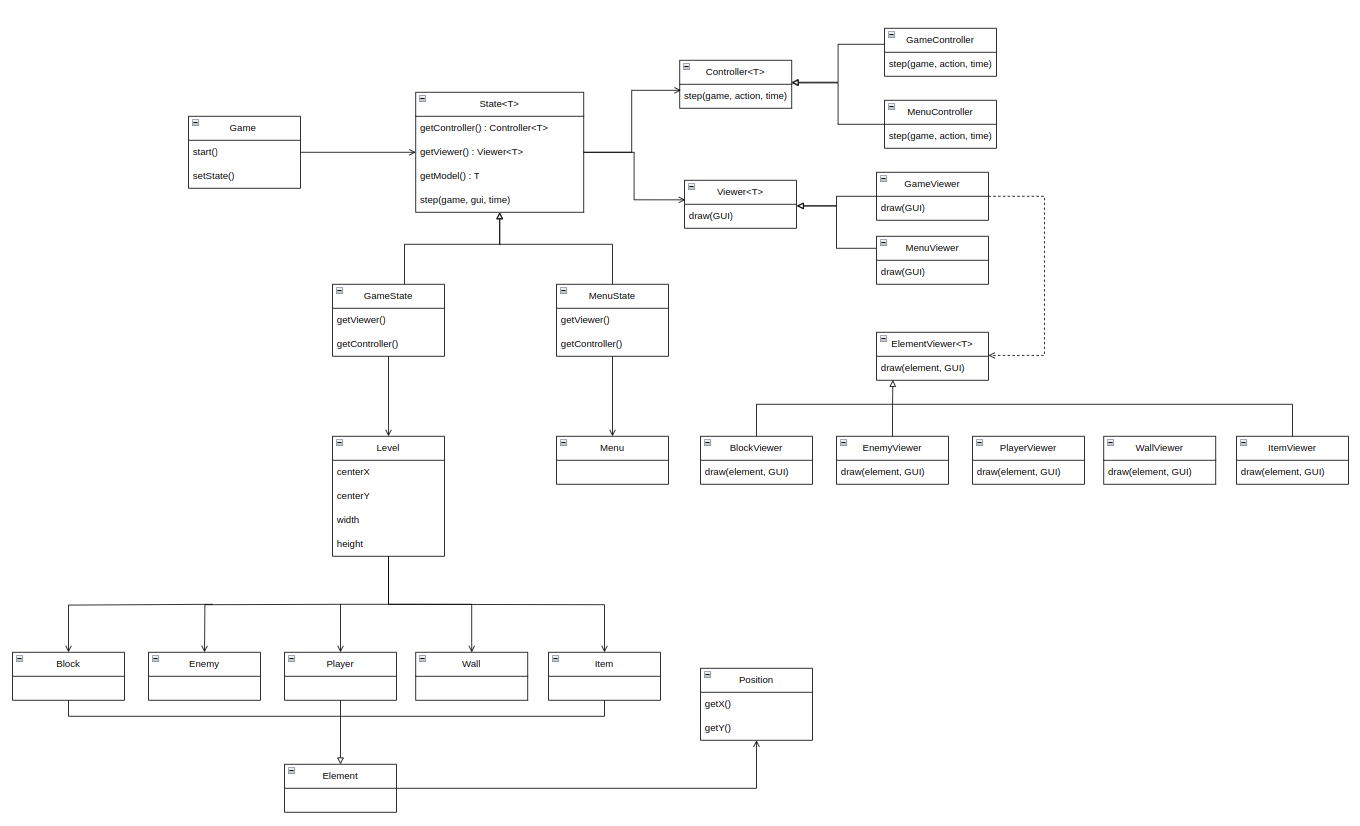 Game
start()
setState()
State<T>
getController() : Controller<T>
getViewer() : Viewer<T>
getModel() : T
step(game, gui, time)
Controller<T>
step(game, action, time)
GameController
step(game, action, time)
MenuController
step(game, action, time)
Viewer<T>
draw(GUI)
GameViewer
draw(GUI)
MenuViewer
draw(GUI)
GameState
getViewer()
getController()
MenuState
getViewer()
getController()
ElementViewer<T>
draw(element, GUI)
Level
centerX
centerY
width
height
Menu
BlockViewer
draw(element, GUI)
EnemyViewer
draw(element, GUI)
PlayerViewer
draw(element, GUI)
WallViewer
draw(element, GUI)
ItemViewer
draw(element, GUI)
Block
Enemy
Player
Wall
Item
Position
getX()
getY()
Element